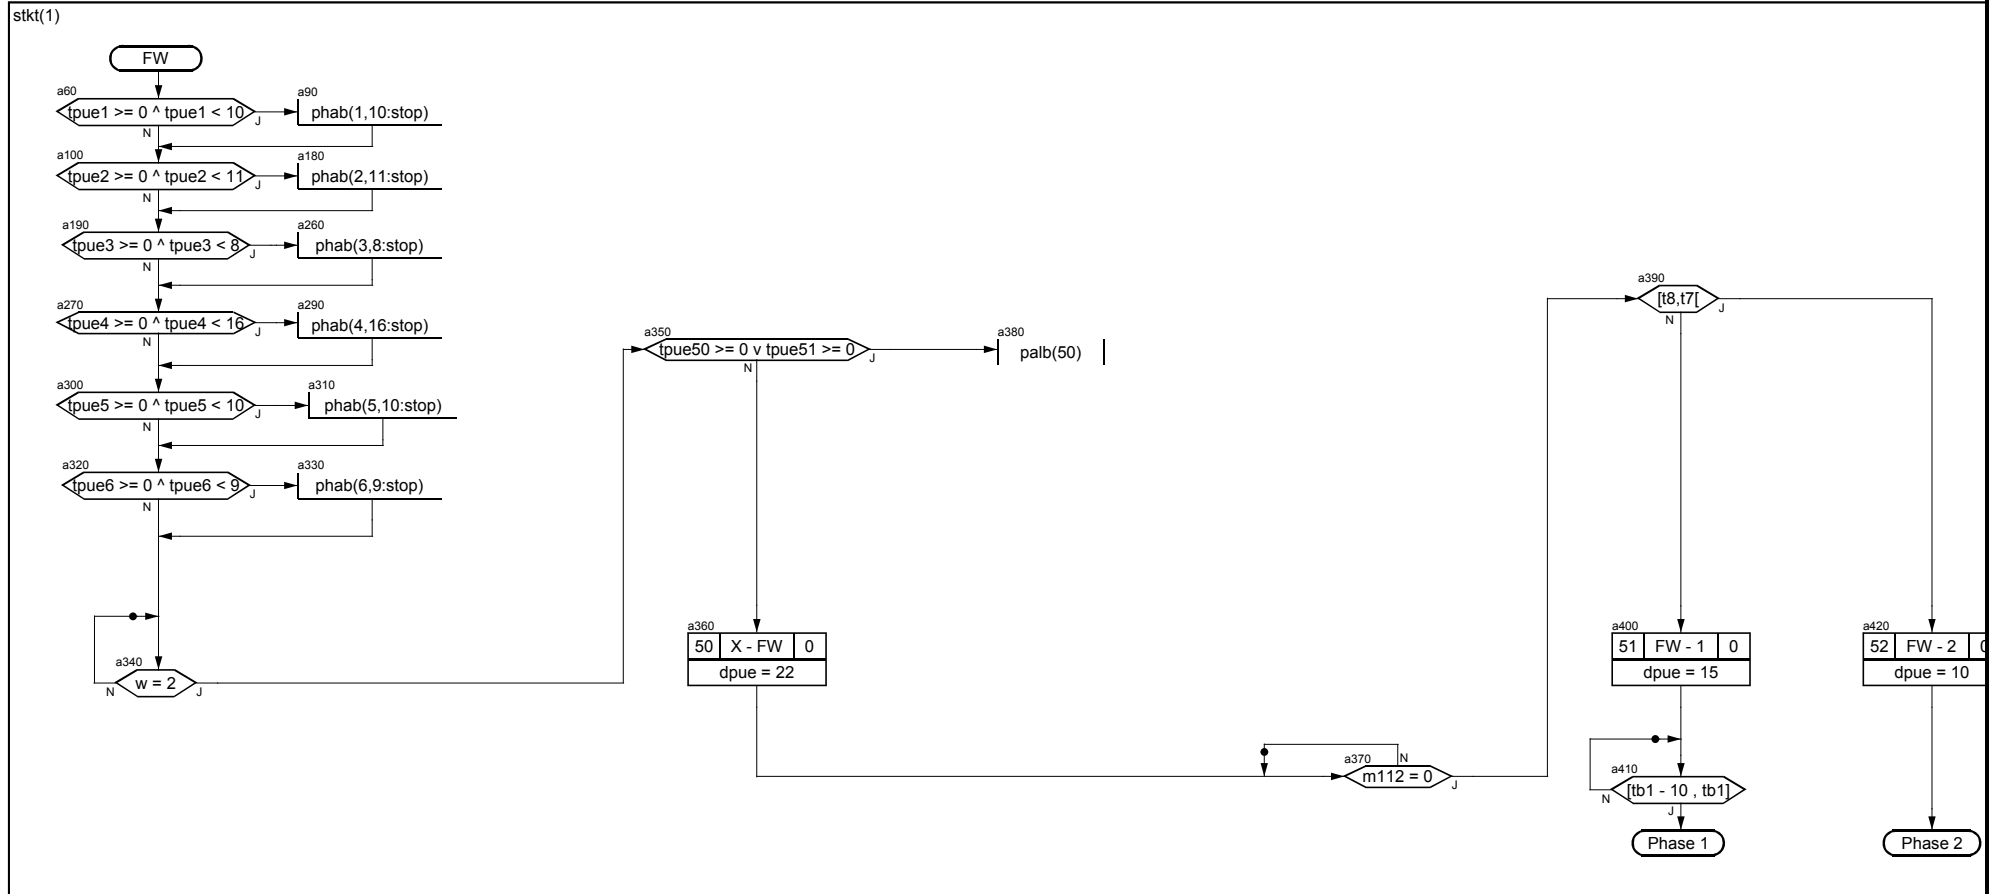 stkt(1)
FW
a60
tpue1 >= 0 ^ tpue1 < 10
J
N
a90
phab(1,10:stop)
a100
tpue2 >= 0 ^ tpue2 < 11
J
N
a180
phab(2,11:stop)
a190
tpue3 >= 0 ^ tpue3 < 8
J
N
a260
phab(3,8:stop)
a270
tpue4 >= 0 ^ tpue4 < 16
J
N
a290
phab(4,16:stop)
a300
tpue5 >= 0 ^ tpue5 < 10
J
N
a310
phab(5,10:stop)
a320
tpue6 >= 0 ^ tpue6 < 9
J
N
a330
phab(6,9:stop)
a340
w = 2
N
J
a350
tpue50 >= 0 v tpue51 >= 0
J
N
a380
palb(50)
a360
50 X - FW 0
dpue = 22
a370
m112 = 0
N
J
a390
[t8,t7[
J
N
a400
51 FW - 1 0
dpue = 15
a410
[tb1 - 10 , tb1]
N
J
Phase 1
a420
52 FW - 2
dpue = 10
Phase 2